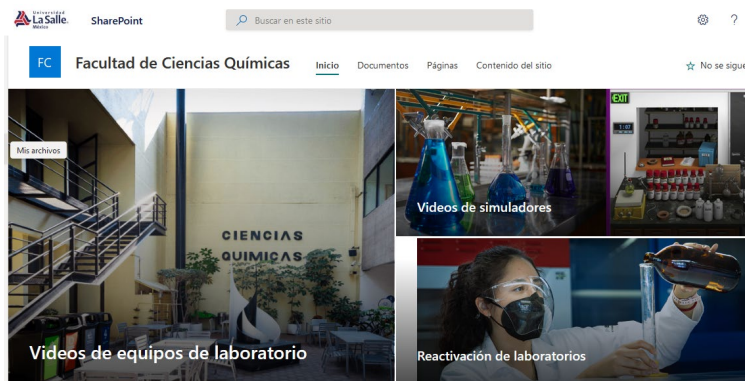 Universidad
La Salle.
México
SharePoint
Buscar en este sitio
?
FC
Facultad de Ciencias Químicas
Inicio
Documentos
Páginas
Contenido del sitio
☆ No se sigue
Mis archivos
CIENCIAS
QUIMICAS
Videos de equipos de laboratorio
Videos de simuladores
EXIT
Reactivación de laboratorios